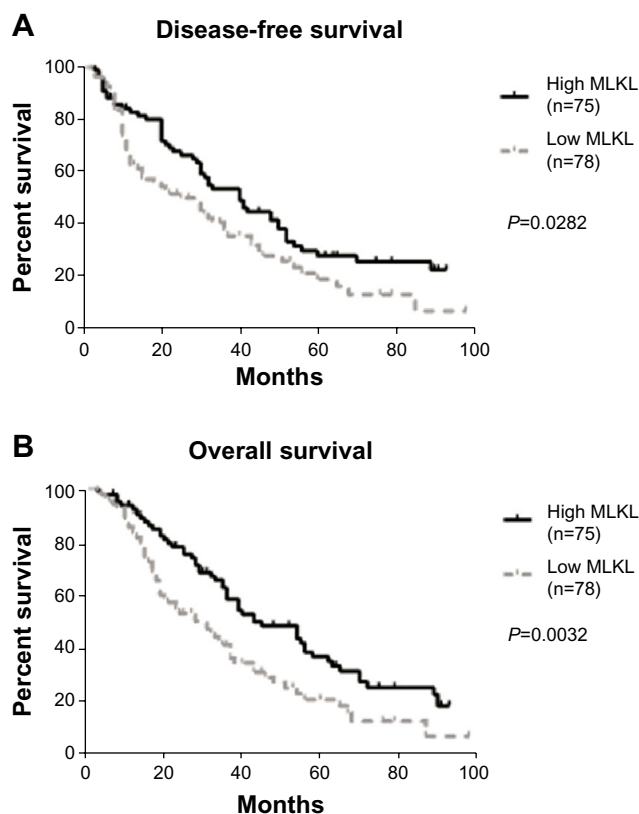 A
Disease-free survival
100
80
60
40
20
0
Percent survival
0 20 40 60 80 100
Months
High MLKL
(n=75)
Low MLKL
(n=78)
P=0.0282
B
Overall survival
100
80
60
40
20
0
Percent survival
0 20 40 60 80 100
Months
High MLKL
(n=75)
Low MLKL
(n=78)
P=0.0032